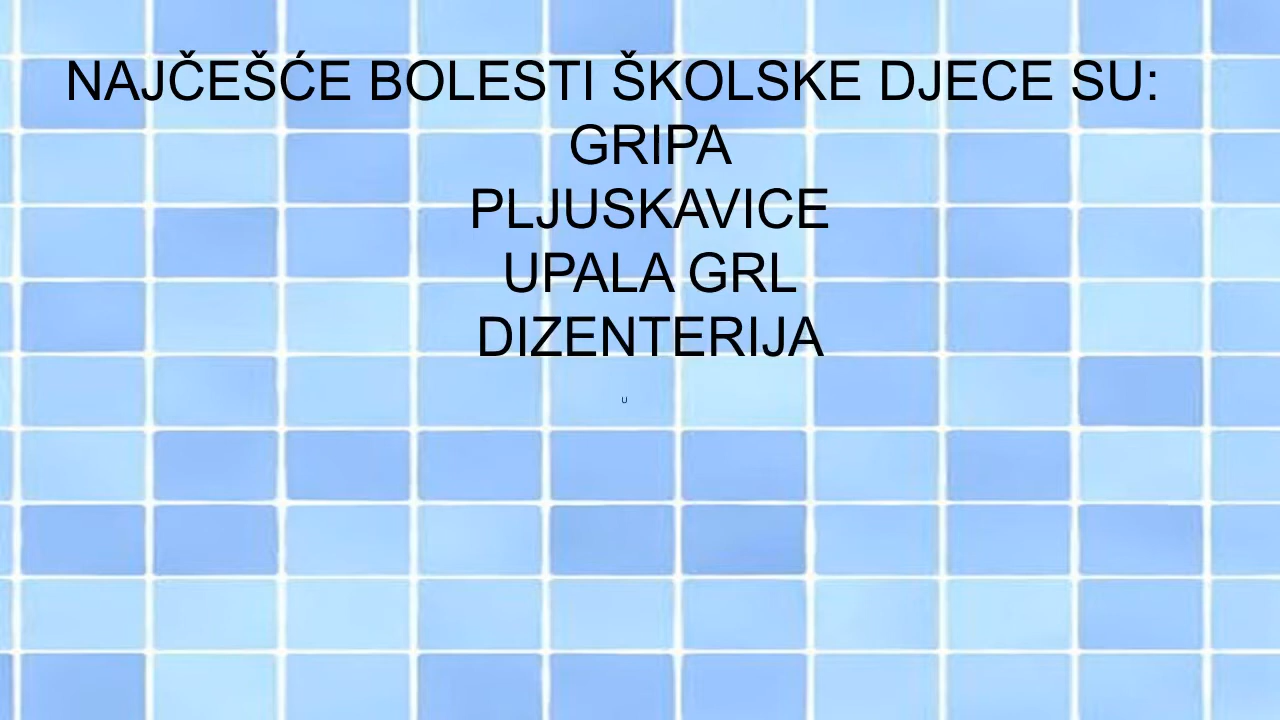 NAJČEŠĆE BOLESTI ŠKOLSKE DJECE SU:
GRIPA
PLJUSKAVICE
UPALA GRL
DIZENTERIJA
U